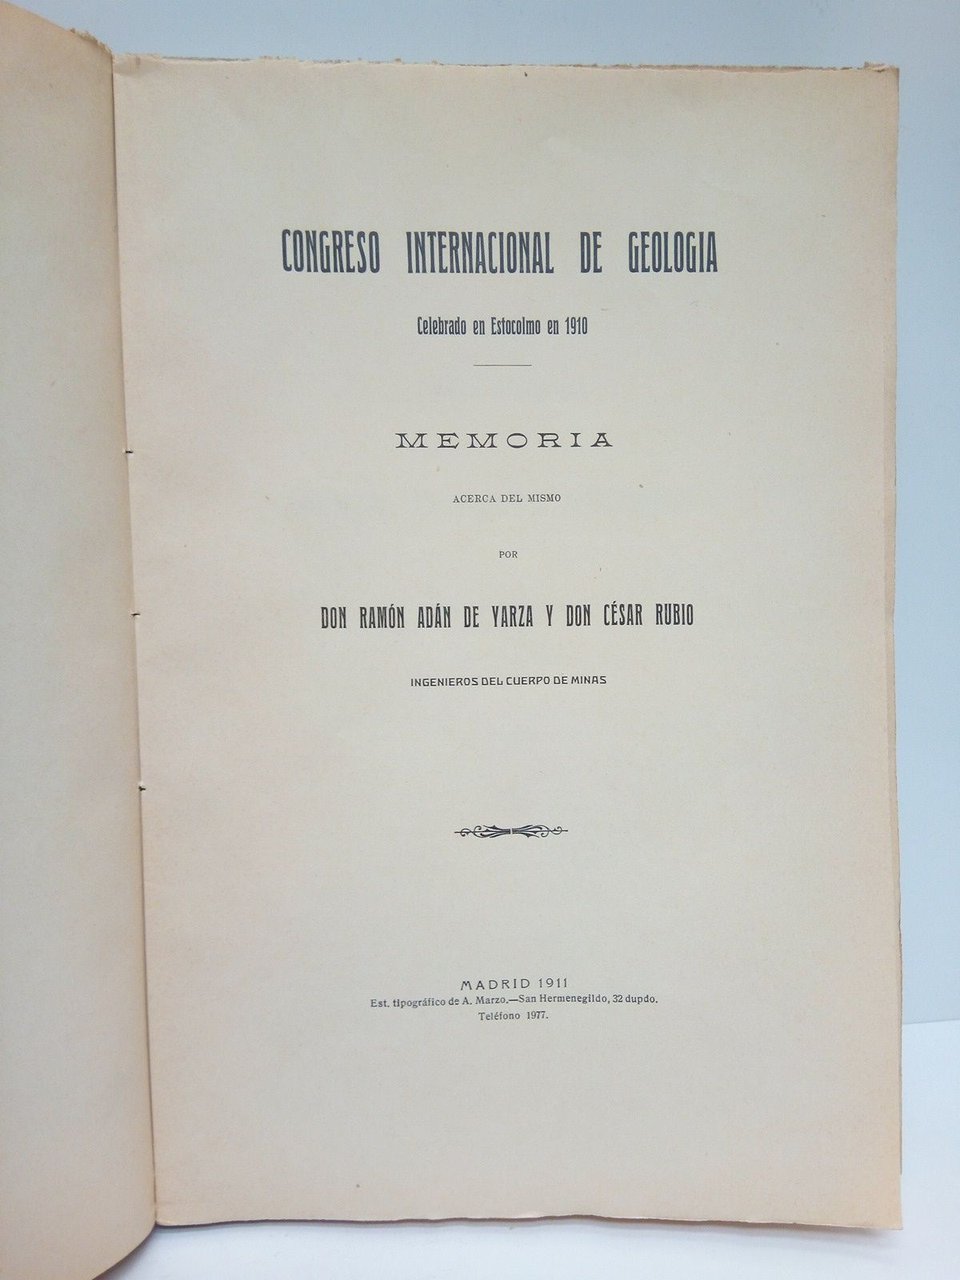 CONGRESO INTERNACIONAL DE GEOLOGIA
Celebrado en Estocolmo en 1910
MEMORIA
ACERCA DEL MISMO
POR
DON RAMÓN ADÁN DE YARZA Y DON CÉSAR RUBIO
INGENIEROS DEL CUERPO DE MINAS
MADRID 1911
Est. tipográfico de A. Marzo.—San Hermenegildo, 32 dupdo.
Teléfono 1977.